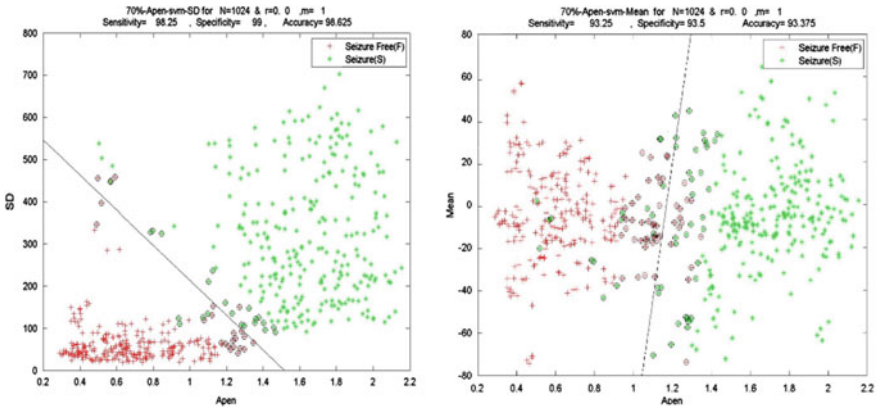 70%-Apen-svm-SD for N=1024 & r=0. 0 ,m= 1
Sensitivity= 98.25 , Specificity= 99 , Accuracy= 98.625
Seizure Free(F)
Seizure(S)
800
700
600
500
400
300
200
100
0
SD
0.2 0.4 0.6 0.8 1 1.2 1.4 1.6 1.8 2 2.2
Apen
70%-Apen-svm-Mean for N=1024 & r=0. 0 ,m= 1
Sensitivity= 93.25 , Specificity= 93.5 Accuracy= 93.375
Seizure Free(F)
Seizure(S)
80
60
40
20
0
-20
-40
-60
-80
Mean
0.2 0.4 0.6 0.8 1 1.2 1.4 1.6 1.8 2 2.2
Apen